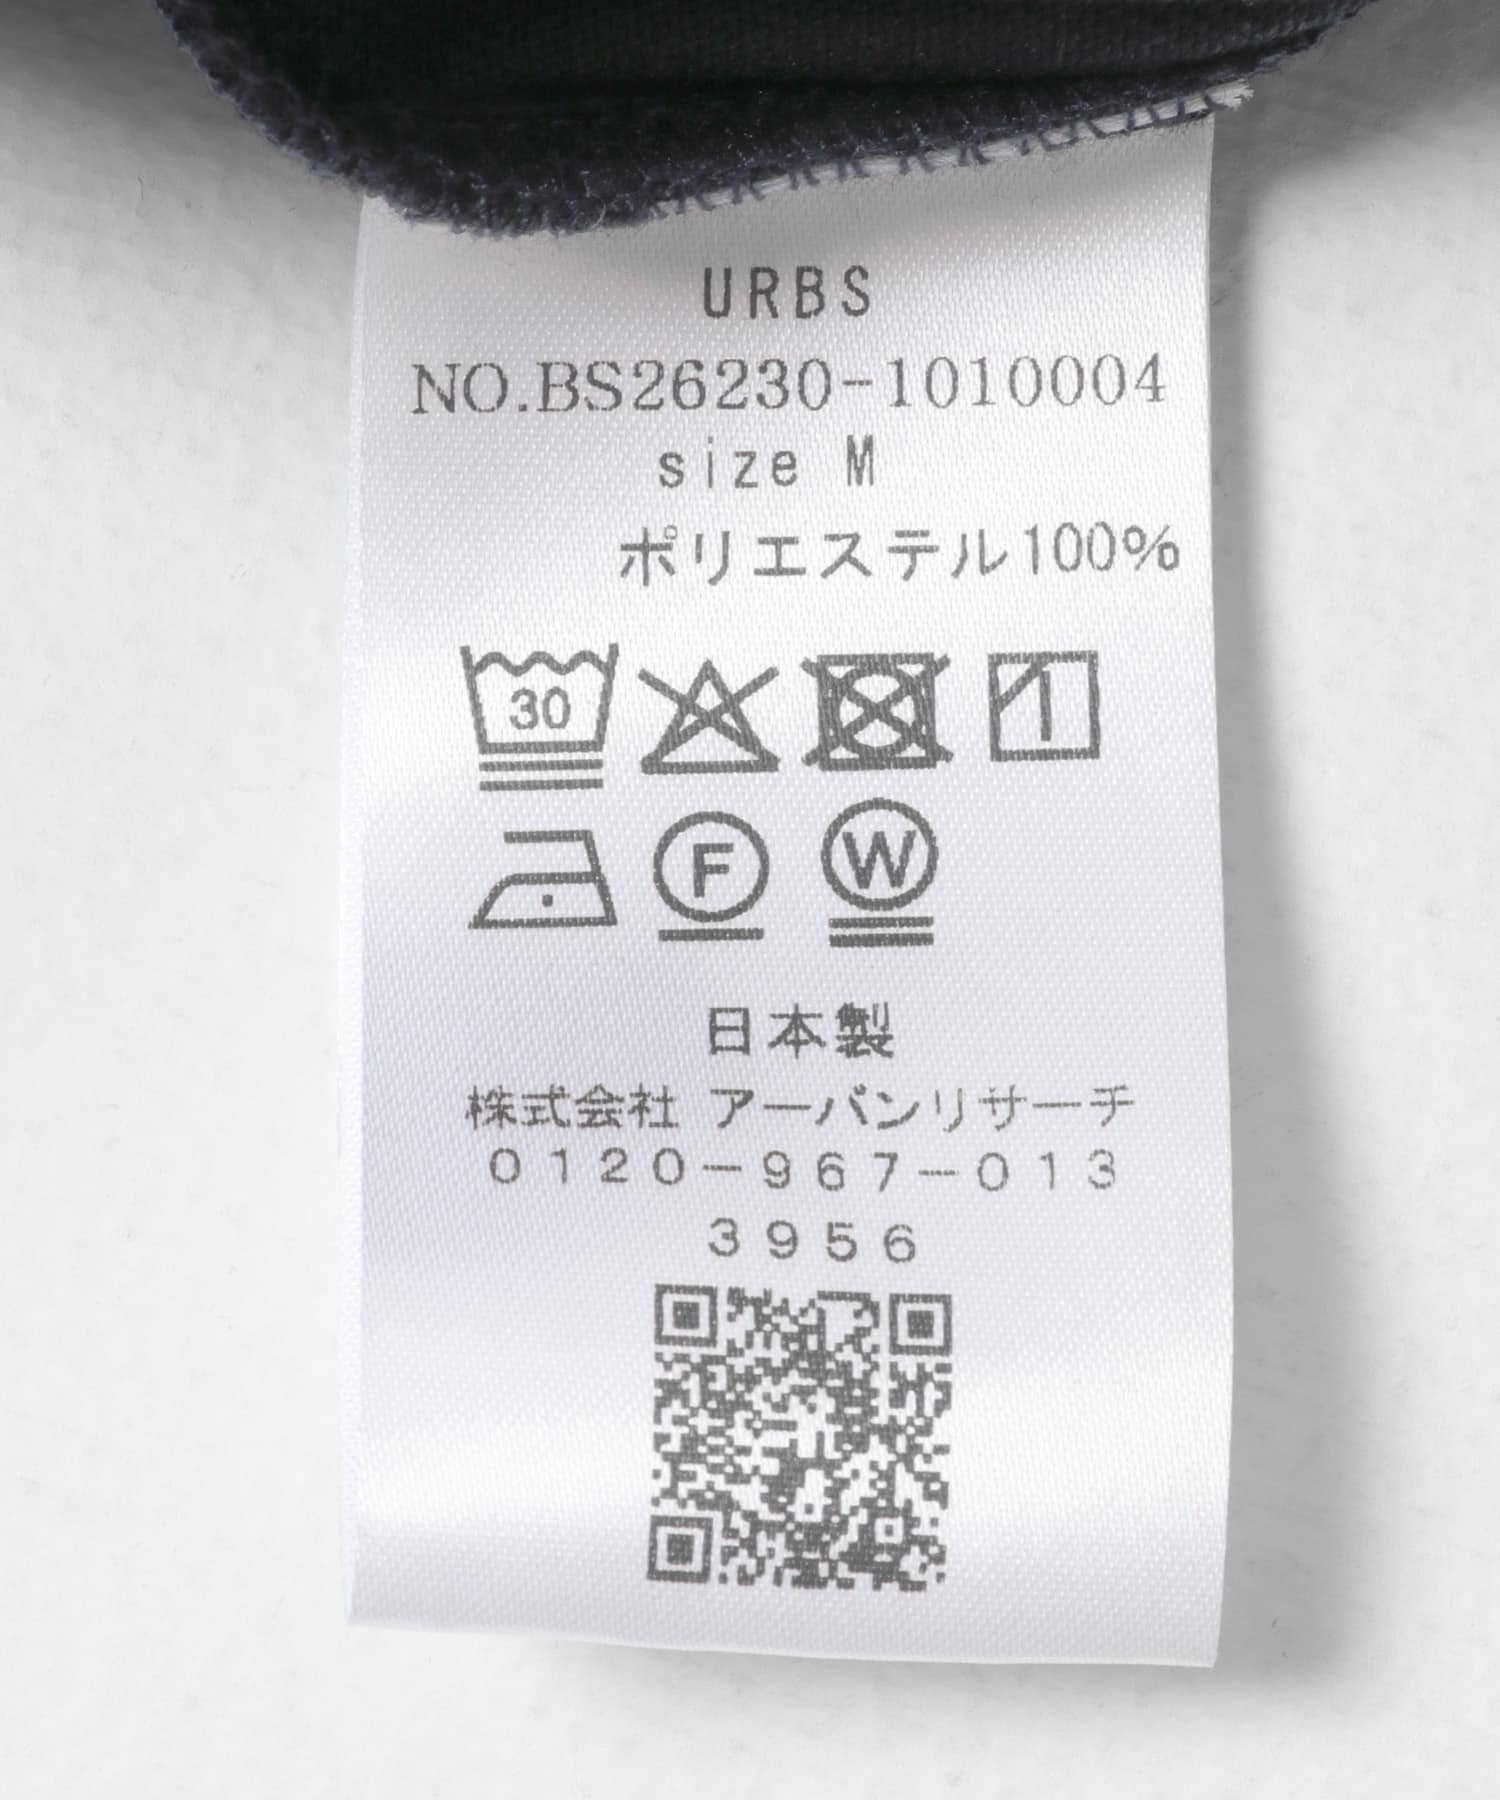 URBS
NO.BS26230-1010004
size M
ポリエステル100%
30
F W
日本製
株式会社 アーバンリサーチ
0120-967-013
3956